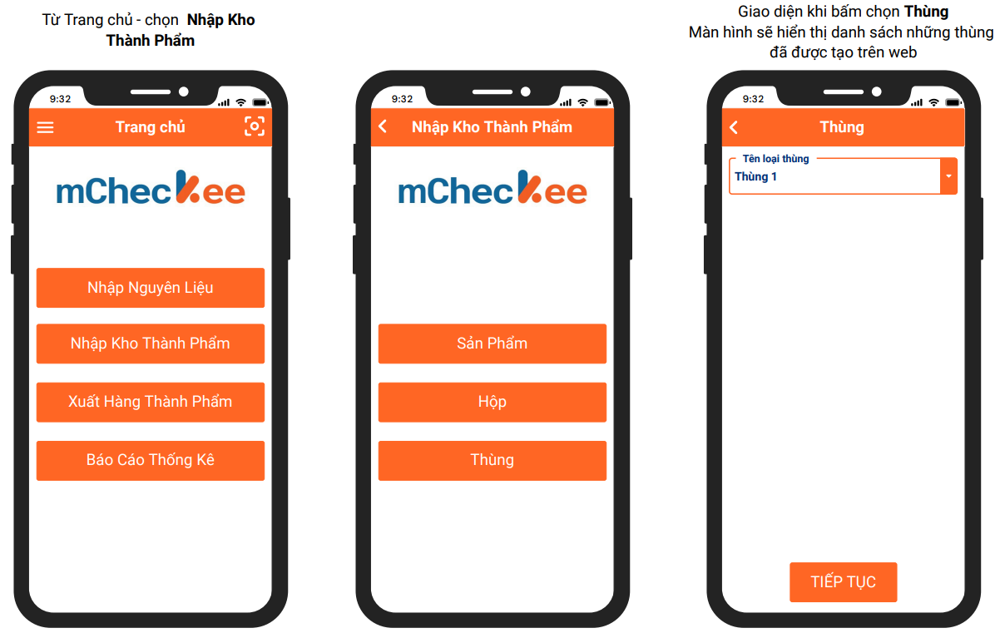 Từ Trang chủ - chọn Nhập Kho
Thành Phẩm
9:32
Trang chủ
mCheckee
Nhập Nguyên Liệu
Nhập Kho Thành Phẩm
Xuất Hàng Thành Phẩm
Báo Cáo Thống Kê
9:32
Nhập Kho Thành Phẩm
mCheckee
Sản Phẩm
Hộp
Thùng
Giao diện khi bấm chọn Thùng
Màn hình sẽ hiển thị danh sách những thùng
đã được tạo trên web
9:32
Thùng
Tên loại thùng
Thùng 1
TIẾP TỤC